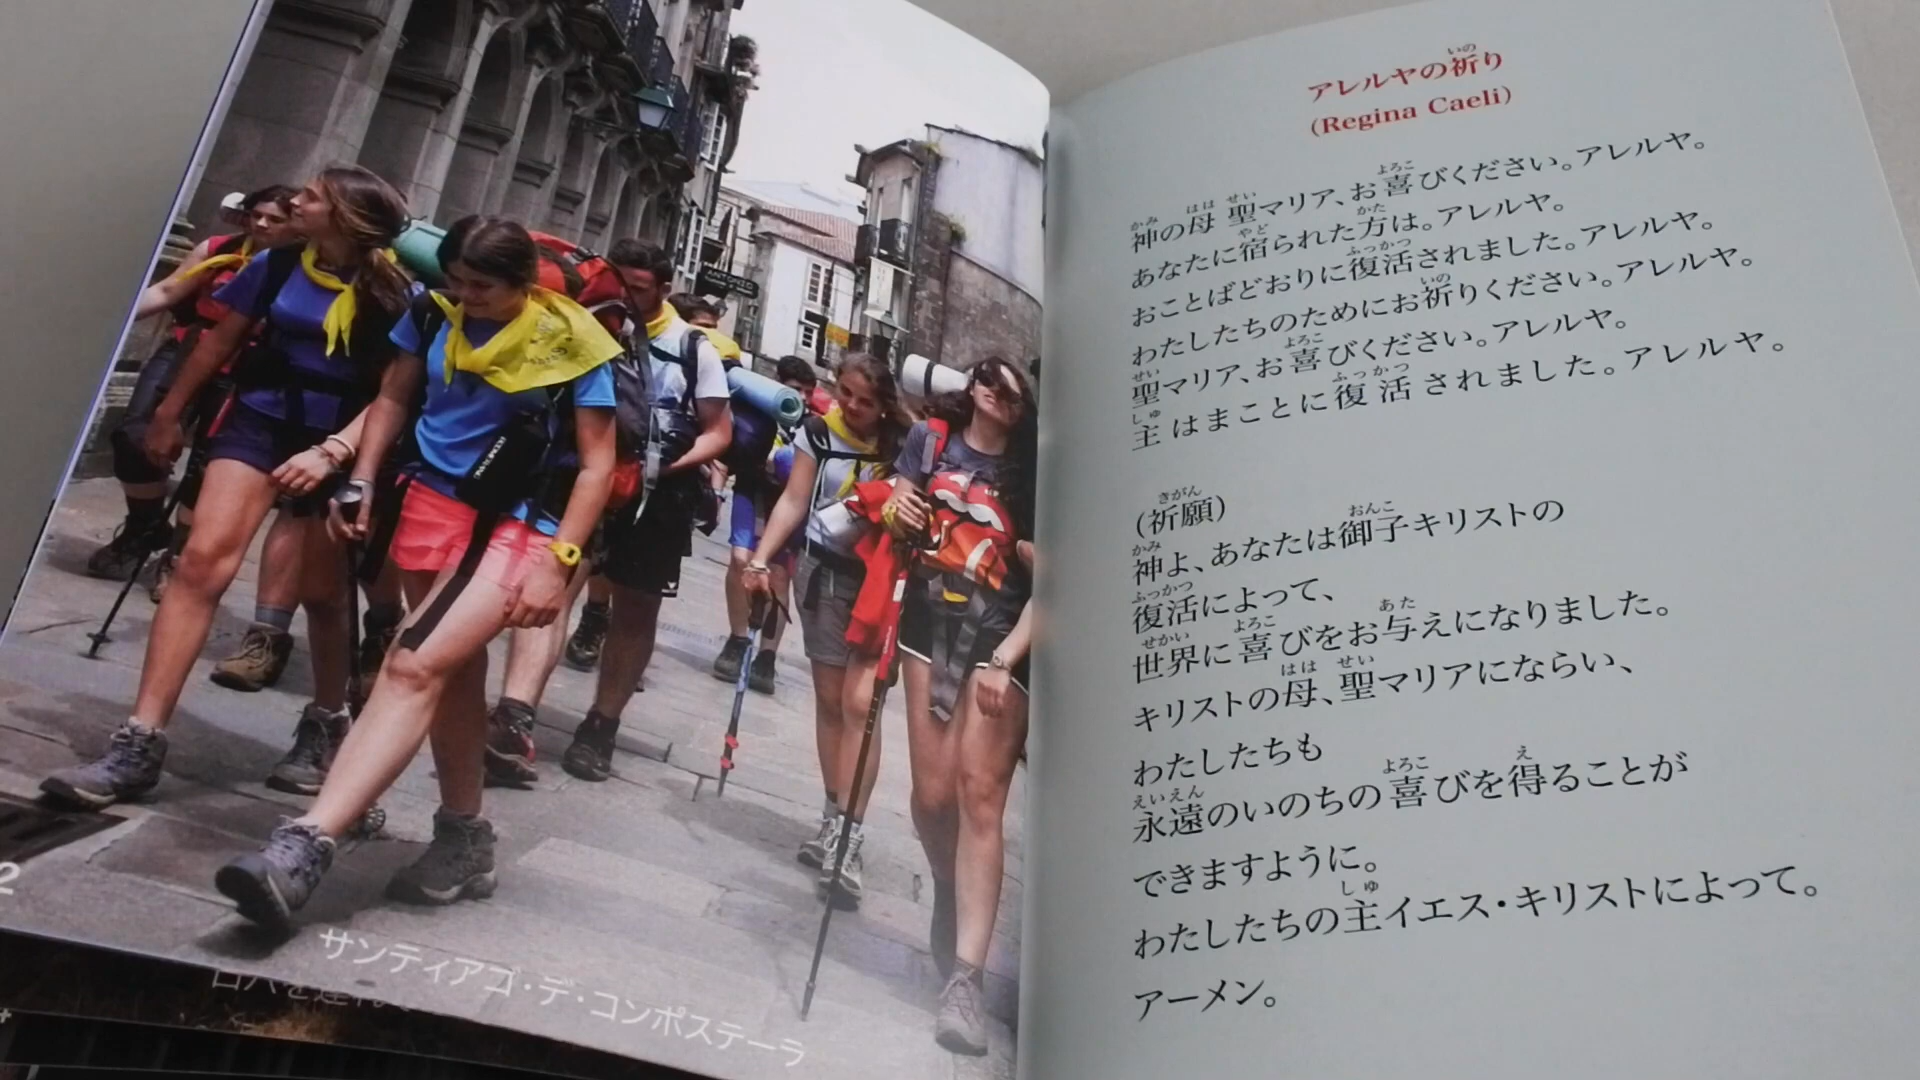 サンティアゴ・デ・コンポステーラ
2
アレルヤの祈り
(Regina Caeli)
神の母 聖マリア、お喜びください。アレルヤ。
あなたに宿られた方は。アレルヤ。
おことばどおりに復活されました。アレルヤ。
わたしたちのためにお祈りください。アレルヤ。
聖マリア、お喜びください。アレルヤ。
主はまことに復活されました。アレルヤ。
(祈願)
神よ、あなたは御子キリストの
復活によって、
世界に喜びをお与えになりました。
キリストの母、聖マリアにならい、
わたしたちも
永遠のいのちの喜びを得ることが
できますように。
わたしたちの主イエス・キリストによって。
アーメン。